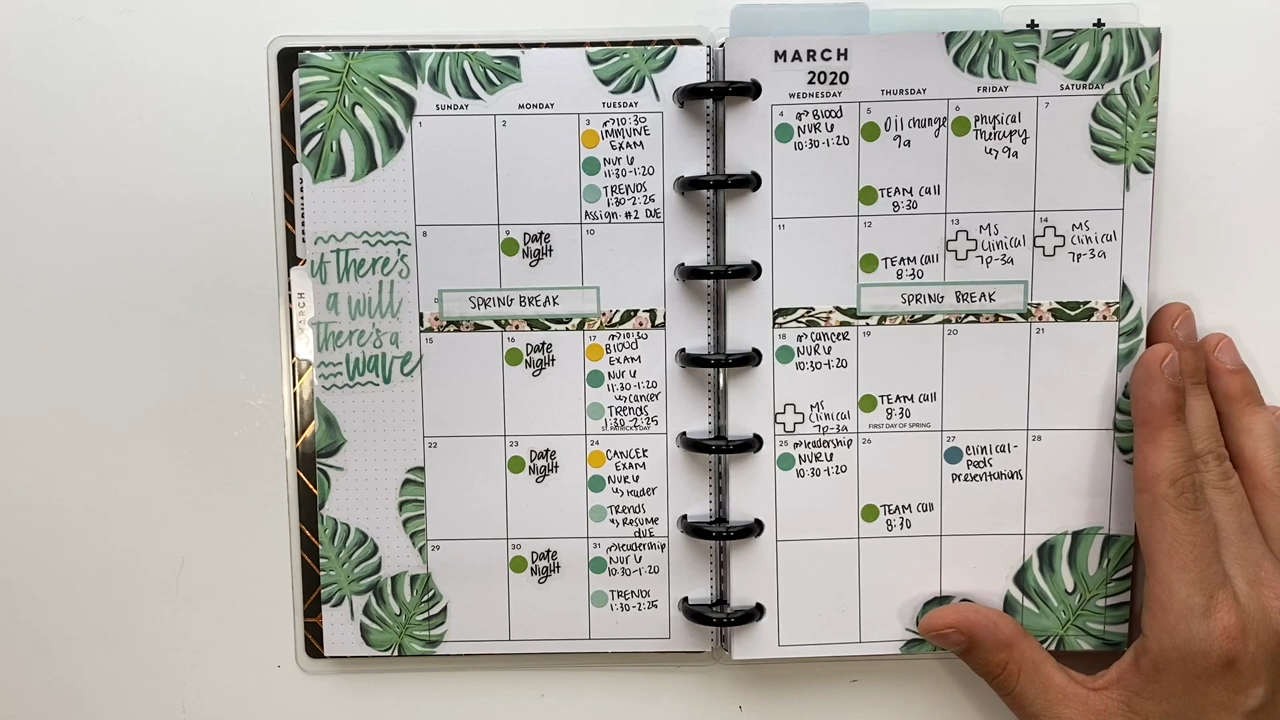 MARCH
2020
SUNDAY MONDAY TUESDAY WEDNESDAY THURSDAY FRIDAY SATURDAY
1
2
3
10:30
IMMUNE
EXAM
NUR 6
11:30-1:20
TRENDS
1:30-2:25
Assign. #2 DUE
4
Blood
NUR 6
10:30-1:20
5
Oil change
9a
TEAM call
8:30
6
Physical
Therapy
9a
7
8
9
Date
Night
10
11
12
TEAM call
8:30
13
MS
Clinical
7p-3a
14
MS
Clinical
7p-3a
SPRING BREAK
SPRING BREAK
if there's
a will
there's a
wave
MARCH
15
16
Date
Night
17
10:30
BLOOD
EXAM
NUR 6
11:30-1:20
cancer
Trends
1:30-2:25
ST. PATRICK'S DAY
18
cancer
NUR 6
10:30-1:20
MS
Clinical
7p-3a
19
TEAM call
8:30
FIRST DAY OF SPRING
20
21
22
23
Date
Night
24
CANCER
EXAM
NUR 6
Trends
Resume
due
25
leadership
NUR 6
10:30-1:20
26
TEAM call
8:30
27
Clinical-
Peds
Presentations
28
29
30
Date
Night
31
leadership
NUR 6
10:30-1:20
TRENDS
1:30-2:25